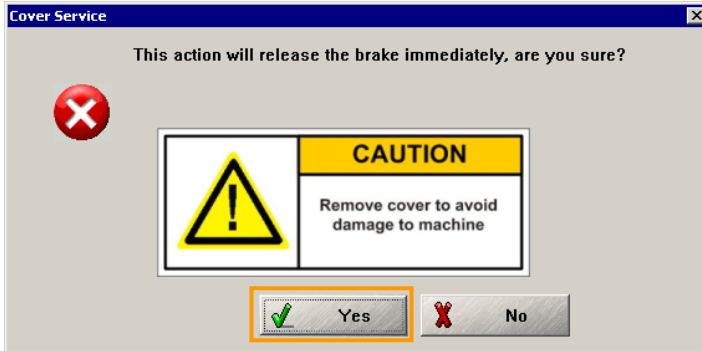 Cover Service
This action will release the brake immediately, are you sure?
CAUTION
Remove cover to avoid
damage to machine
Yes
No